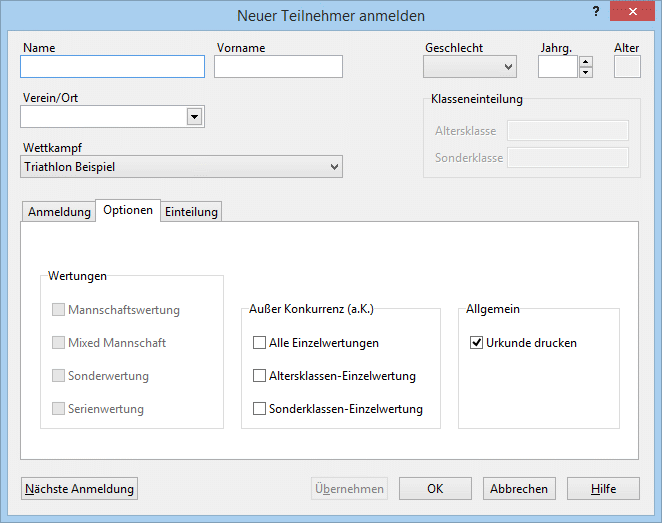 Neuer Teilnehmer anmelden
?
Name Vorname Geschlecht Jahrg. Alter
Verein/Ort
Klasseneinteilung
Altersklasse
Wettkampf
Sonderklasse
Triathlon Beispiel
Anmeldung Optionen Einteilung
Wertungen
Mannschaftswertung
Mixed Mannschaft
Sonderwertung
Serienwertung
Außer Konkurrenz (a.K.)
Alle Einzelwertungen
Altersklassen-Einzelwertung
Sonderklassen-Einzelwertung
Allgemein
Urkunde drucken
Nächste Anmeldung Übernehmen OK Abbrechen Hilfe